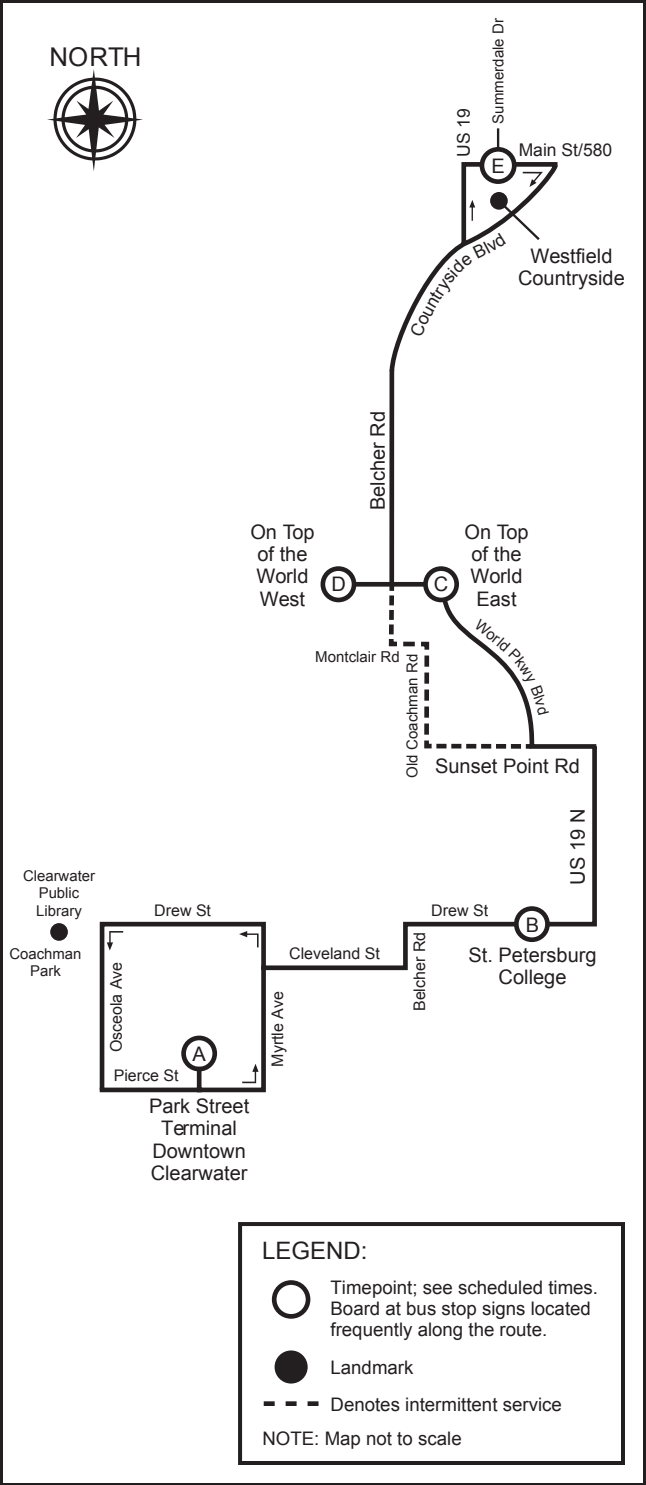 NORTH
Summerdale Dr
US 19
E
Main St/580
Westfield
Countryside
Countryside Blvd
Belcher Rd
On Top
of the
World
West
D
C
On Top
of the
World
East
World Pkwy Blvd
Montclair Rd
Old Coachman Rd
Sunset Point Rd
US 19 N
Clearwater
Public
Library
Coachman
Park
Drew St
Osceola Ave
Cleveland St
Myrtle Ave
Belcher Rd
Drew St
B
St. Petersburg
College
A
Pierce St
Park Street
Terminal
Downtown
Clearwater
LEGEND:
Timepoint; see scheduled times.
Board at bus stop signs located
frequently along the route.
Landmark
Denotes intermittent service
NOTE: Map not to scale